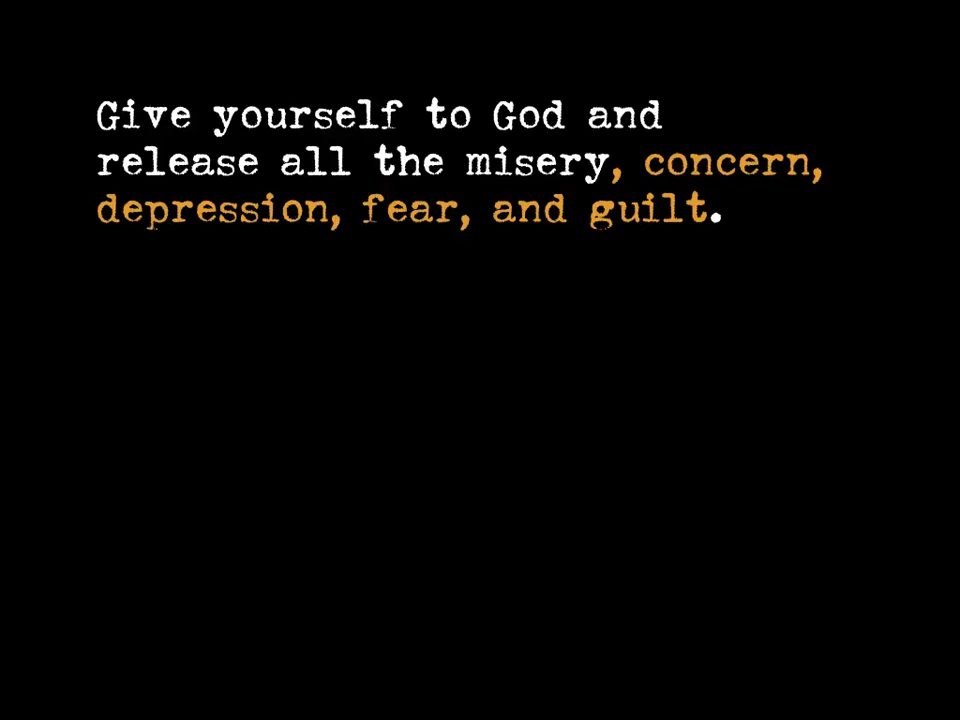 Give yourself to God and
release all the misery, concern,
depression, fear, and guilt.